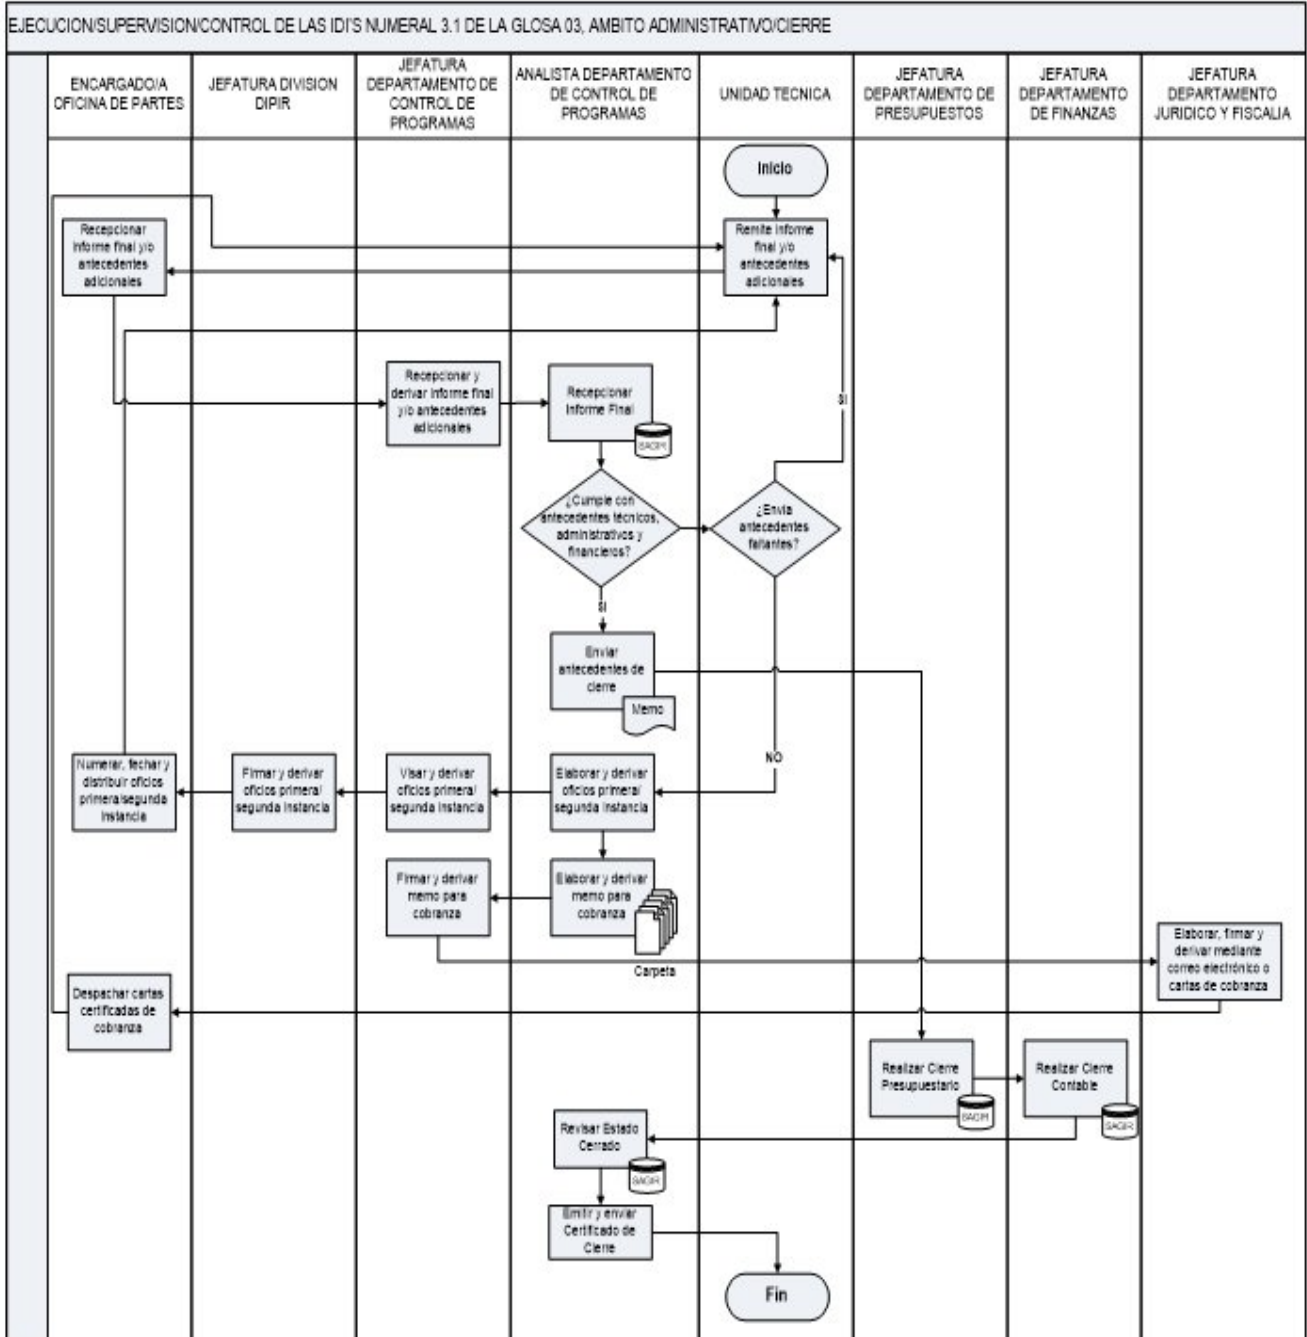 EJECUCION/SUPERVISION/CONTROL DE LAS IDI'S NUMERAL 3.1 DE LA GLOSA 03, AMBITO ADMINISTRATIVO/CIERRE
ENCARGADO/A
OFICINA DE PARTES
JEFATURA DIVISION
DIPIR
JEFATURA
DEPARTAMENTO DE
CONTROL DE
PROGRAMAS
ANALISTA DEPARTAMENTO
DE CONTROL DE
PROGRAMAS
UNIDAD TECNICA
JEFATURA
DEPARTAMENTO DE
PRESUPUESTOS
JEFATURA
DEPARTAMENTO
DE FINANZAS
JEFATURA
DEPARTAMENTO
JURIDICO Y FISCALIA
Inicio
Recepcionar
informe final y/o
antecedentes
adicionales
Remite informe
final y/o
antecedentes
adicionales
Recepcionar y
derivar informe final
y/o antecedentes
adicionales
Recepcionar
Informe Final
SAGIR
SI
¿Cumple con
antecedentes técnicos,
administrativos y
financieros?
¿Envia
antecedentes
faltantes?
SI
Enviar
antecedentes de
cierre
Memo
NO
Numerar, fechar y
distribuir oficios
primera/segunda
instancia
Firmar y derivar
oficios primera/
segunda instancia
Visar y derivar
oficios primera/
segunda instancia
Elaborar y derivar
oficios primera/
segunda instancia
Firmar y derivar
memo para
cobranza
Elaborar y derivar
memo para
cobranza
Carpeta
Elaborar, firmar y
derivar mediante
correo electrónico o
cartas de cobranza
Despachar cartas
certificadas de
cobranza
Realizar Cierre
Presupuestario
SAGIR
Realizar Cierre
Contable
SAGIR
Revisar Estado
Cerrado
SAGIR
Emitir y enviar
Certificado de
Cierre
Fin